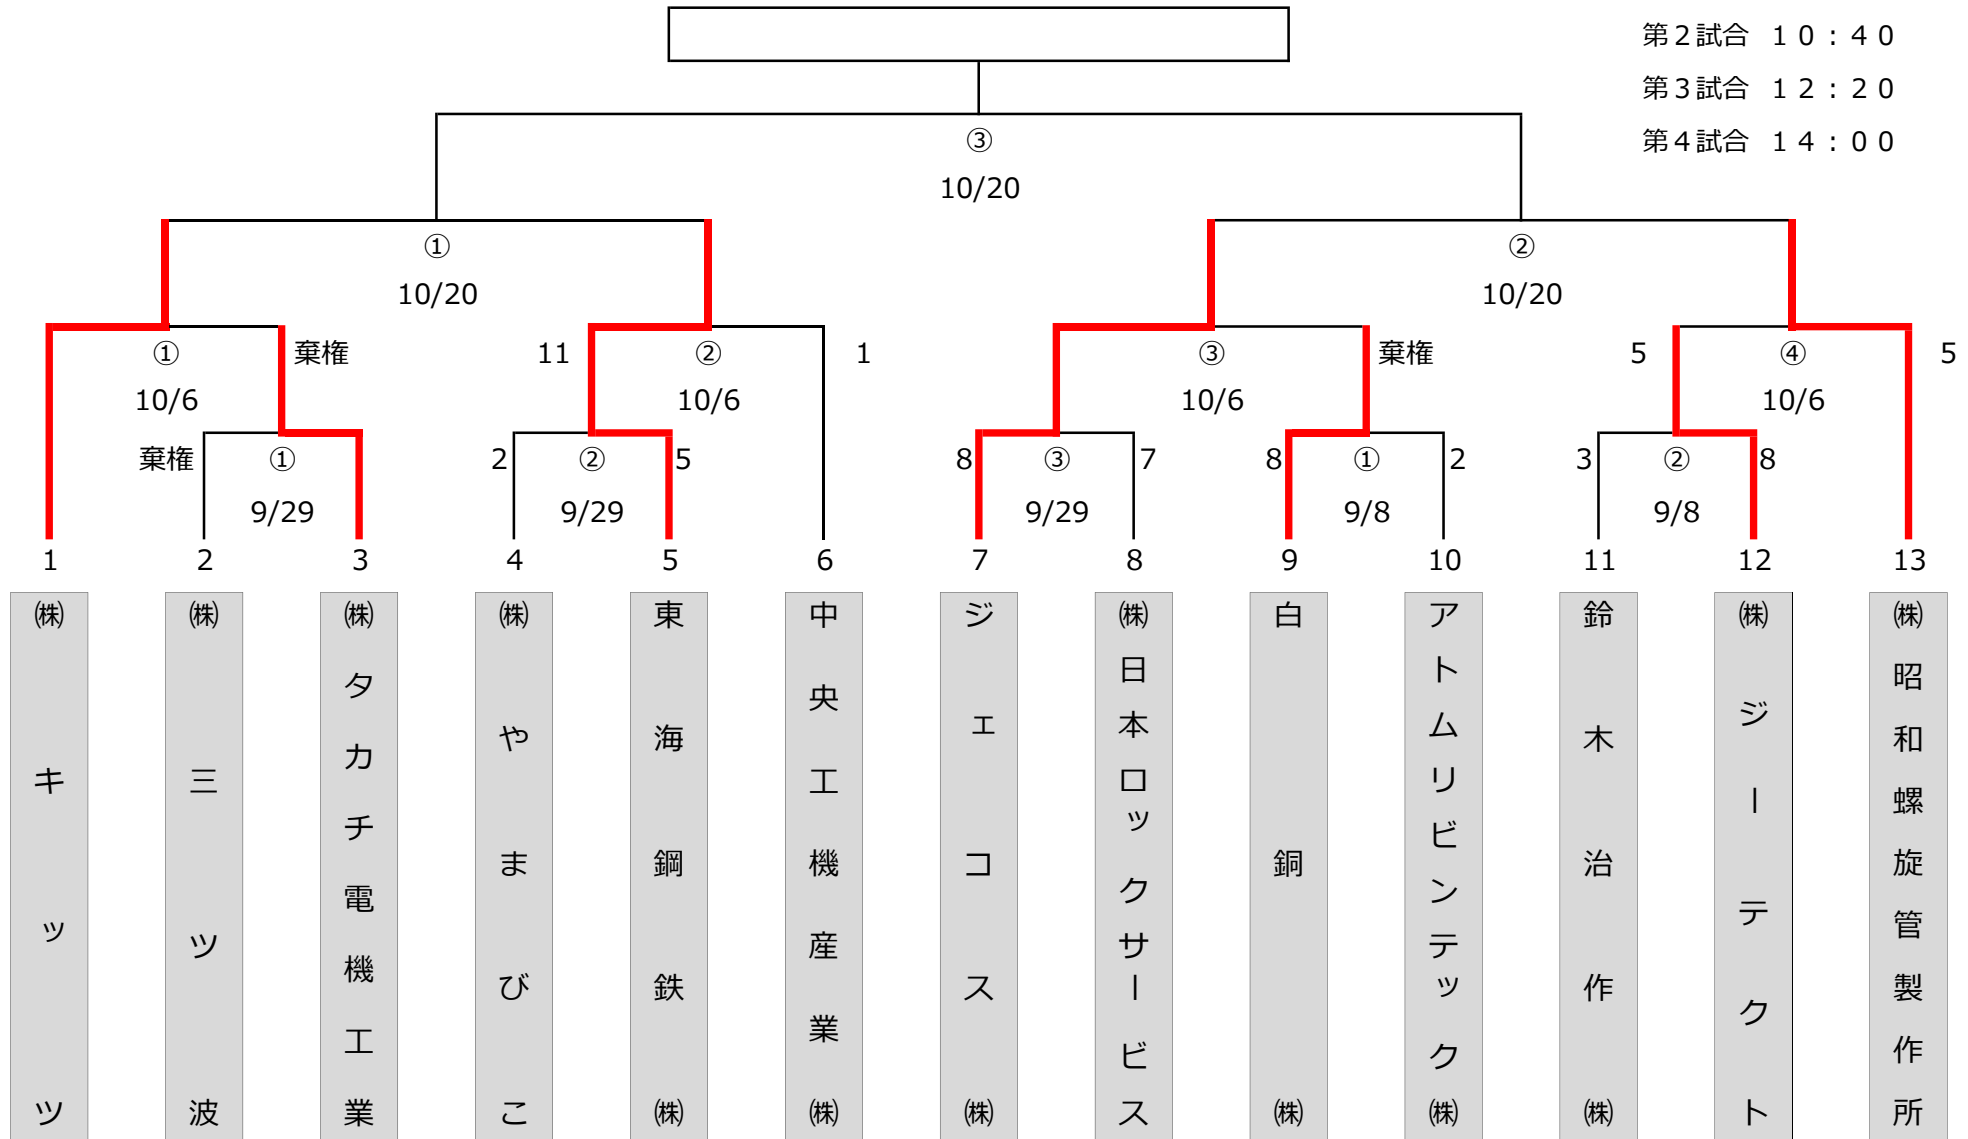 第２試合 １０：４０
第３試合 １２：２０
第４試合 １４：００
③
10/20
①
10/20
②
10/20
①
棄権
11
②
1
③
棄権
5
④
5
10/6
10/6
10/6
10/6
棄権
①
2
②
5
8
③
7
8
①
2
3
②
8
9/29
9/29
9/29
9/8
9/8
1
2
3
4
5
6
7
8
9
10
11
12
13
㈱キッツ
㈱三ツ波
㈱タカチ電機工業
㈱やまびこ
東海鋼鉄㈱
中央工機産業㈱
ジェコス㈱
㈱日本ロックサービス
白銅㈱
アトムリビンテック㈱
鈴木治作㈱
㈱ジーテクト
㈱昭和螺旋管製作所